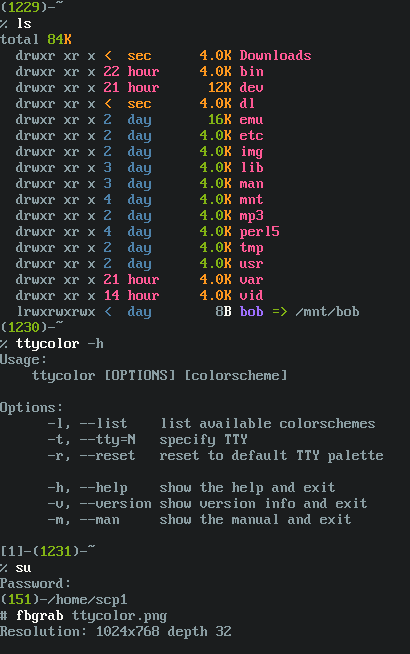 (1229)-~
% ls
total 84K
drwxr xr x < sec 4.0K Downloads
drwxr xr x 22 hour 4.0K bin
drwxr xr x 21 hour 12K dev
drwxr xr x < sec 4.0K dl
drwxr xr x 2 day 16K emu
drwxr xr x 2 day 4.0K etc
drwxr xr x 2 day 4.0K img
drwxr xr x 3 day 4.0K lib
drwxr xr x 3 day 4.0K man
drwxr xr x 4 day 4.0K mnt
drwxr xr x 2 day 4.0K mp3
drwxr xr x 4 day 4.0K perl5
drwxr xr x 2 day 4.0K tmp
drwxr xr x 2 day 4.0K usr
drwxr xr x 21 hour 4.0K var
drwxr xr x 14 hour 4.0K vid
lrwxrwxrwx < day 8B bob => /mnt/bob
(1230)-~
% ttycolor -h
Usage:
ttycolor [OPTIONS] [colorscheme]
Options:
-l, --list list available colorschemes
-t, --tty=N specify TTY
-r, --reset reset to default TTY palette
-h, --help show the help and exit
-v, --version show version info and exit
-m, --man show the manual and exit
[1]-(1231)-~
% su
Password:
(151)-/home/scp1
# fbgrab ttycolor.png
Resolution: 1024x768 depth 32